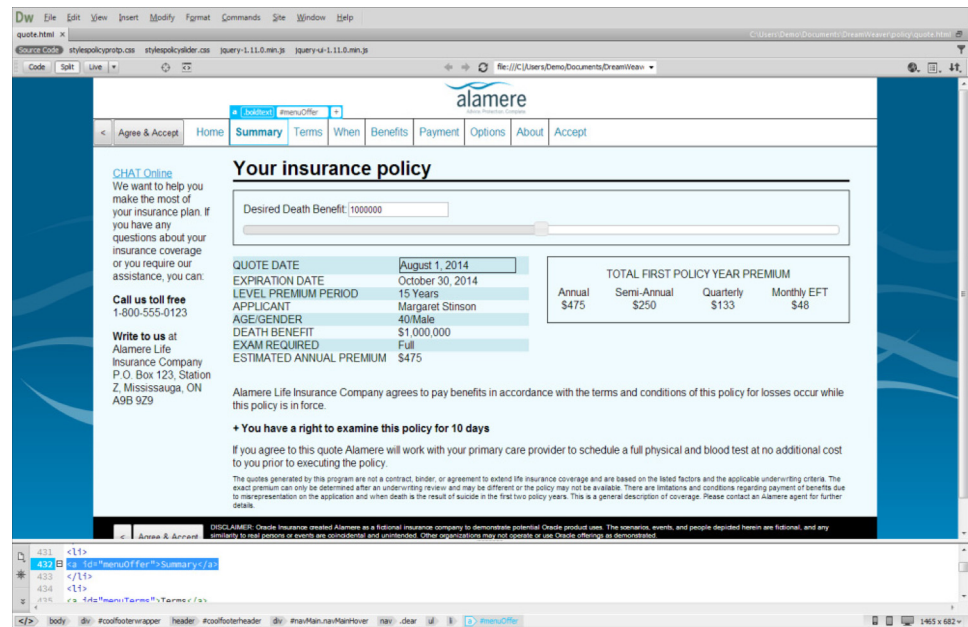 Dw File Edit View Insert Modify Format Commands Site Window Help
quote.html × C:\Users\Demo\Documents\DreamWeaver\policy\quote.html
Source Code stylespolicyprotp.css stylespolicyslider.css jquery-1.11.0.min.js jquery-ui-1.11.0.min.js
Code Split Live file:///C|/Users/Demo/Documents/DreamWeav
alamere
a .boldtext #menuOffer +
< Agree & Accept Home Summary Terms When Benefits Payment Options About Accept
CHAT Online
We want to help you
make the most of
your insurance plan. If
you have any
questions about your
insurance coverage
or you require our
assistance, you can:
Call us toll free
1-800-555-0123
Write to us at
Alamere Life
Insurance Company
P.O. Box 123, Station
Z, Mississauga, ON
A9B 9Z9
Your insurance policy
Desired Death Benefit: 1000000
QUOTE DATE August 1, 2014
EXPIRATION DATE October 30, 2014
LEVEL PREMIUM PERIOD 15 Years
APPLICANT Margaret Stinson
AGE/GENDER 40/Male
DEATH BENEFIT $1,000,000
EXAM REQUIRED Full
ESTIMATED ANNUAL PREMIUM $475
TOTAL FIRST POLICY YEAR PREMIUM
Annual Semi-Annual Quarterly Monthly EFT
$475 $250 $133 $48
Alamere Life Insurance Company agrees to pay benefits in accordance with the terms and conditions of this policy for losses occur while
this policy is in force.
+ You have a right to examine this policy for 10 days
If you agree to this quote Alamere will work with your primary care provider to schedule a full physical and blood test at no additional cost
to you prior to executing the policy.
The quotes generated by this program are not a contract, binder, or agreement to extend life insurance coverage and are based on the listed factors and the applicable underwriting criteria. The
exact premium can only be determined after an underwriting review and may be different or the policy may not be available. There are limitations and conditions regarding payment of benefits due
to misrepresentation on the application and when death is the result of suicide in the first two policy years. This is a general description of coverage. Please contact an Alamere agent for further
details.
< Agree & Accept
DISCLAIMER: Oracle Insurance created Alamere as a fictional insurance company to demonstrate potential Oracle product uses. The scenarios, events, and people depicted herein are fictional, and any
similarity to real persons or events are coincidental and unintended. Other organizations may not operate or use Oracle offerings as demonstrated.
431 <li>
432 <a id="menuOffer">Summary</a>
433 </li>
434 <li>
435 <a id="menuTerms">Terms</a>
</> body div #coolfooterwrapper header #coolfooterheader div #navMain.navMainHover nav .clear ul li a #menuOffer 1465 x 682